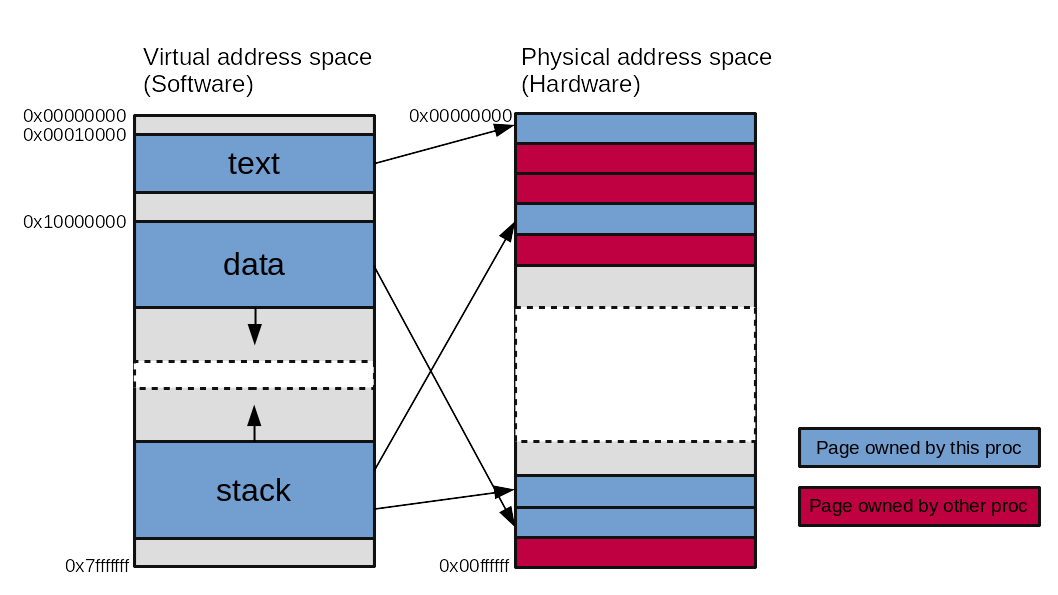 Virtual address space
(Software)
Physical address space
(Hardware)
0x00000000
0x00010000
0x00000000
text
0x10000000
data
stack
0x7fffffff
0x00ffffff
Page owned by this proc
Page owned by other proc